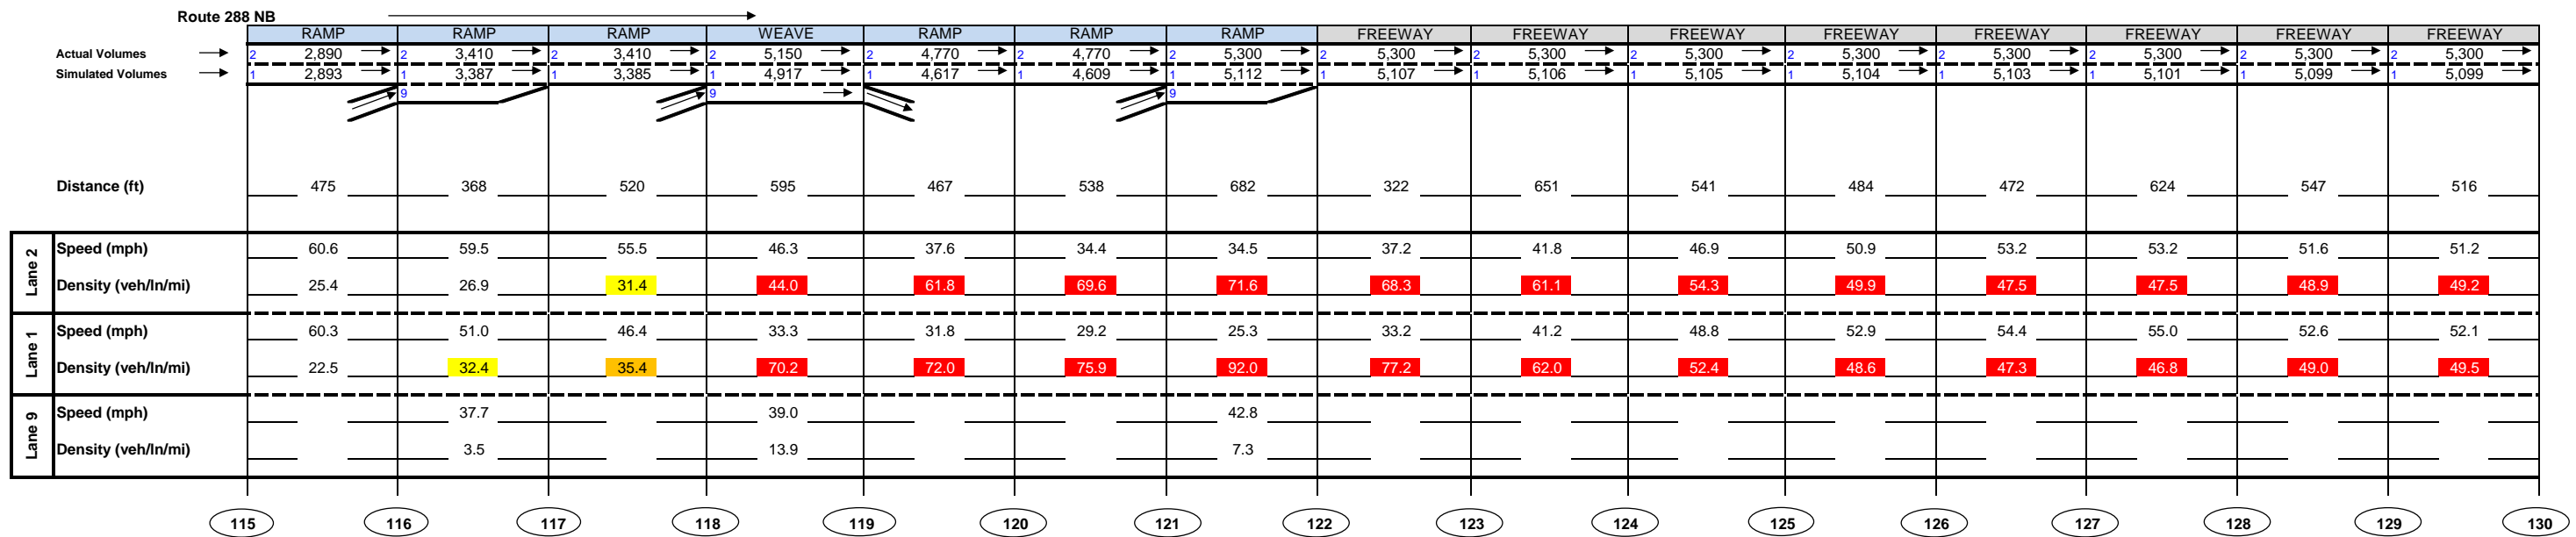 Route 288 NB
RAMP RAMP RAMP WEAVE RAMP RAMP RAMP FREEWAY FREEWAY FREEWAY FREEWAY FREEWAY FREEWAY FREEWAY FREEWAY
Actual Volumes 2 2,890 2 3,410 2 3,410 2 5,150 2 4,770 2 4,770 2 5,300 2 5,300 2 5,300 2 5,300 2 5,300 2 5,300 2 5,300 2 5,300 2 5,300
Simulated Volumes 1 2,893 1 3,387 1 3,385 1 4,917 1 4,617 1 4,609 1 5,112 1 5,107 1 5,106 1 5,105 1 5,104 1 5,103 1 5,101 1 5,099 1 5,099
9 9 9
Distance (ft) 475 368 520 595 467 538 682 322 651 541 484 472 624 547 516
Lane 2
Speed (mph) 60.6 59.5 55.5 46.3 37.6 34.4 34.5 37.2 41.8 46.9 50.9 53.2 53.2 51.6 51.2
Density (veh/ln/mi) 25.4 26.9 31.4 44.0 61.8 69.6 71.6 68.3 61.1 54.3 49.9 47.5 47.5 48.9 49.2
Lane 1
Speed (mph) 60.3 51.0 46.4 33.3 31.8 29.2 25.3 33.2 41.2 48.8 52.9 54.4 55.0 52.6 52.1
Density (veh/ln/mi) 22.5 32.4 35.4 70.2 72.0 75.9 92.0 77.2 62.0 52.4 48.6 47.3 46.8 49.0 49.5
Lane 9
Speed (mph) 37.7 39.0 42.8
Density (veh/ln/mi) 3.5 13.9 7.3
115 116 117 118 119 120 121 122 123 124 125 126 127 128 129 130